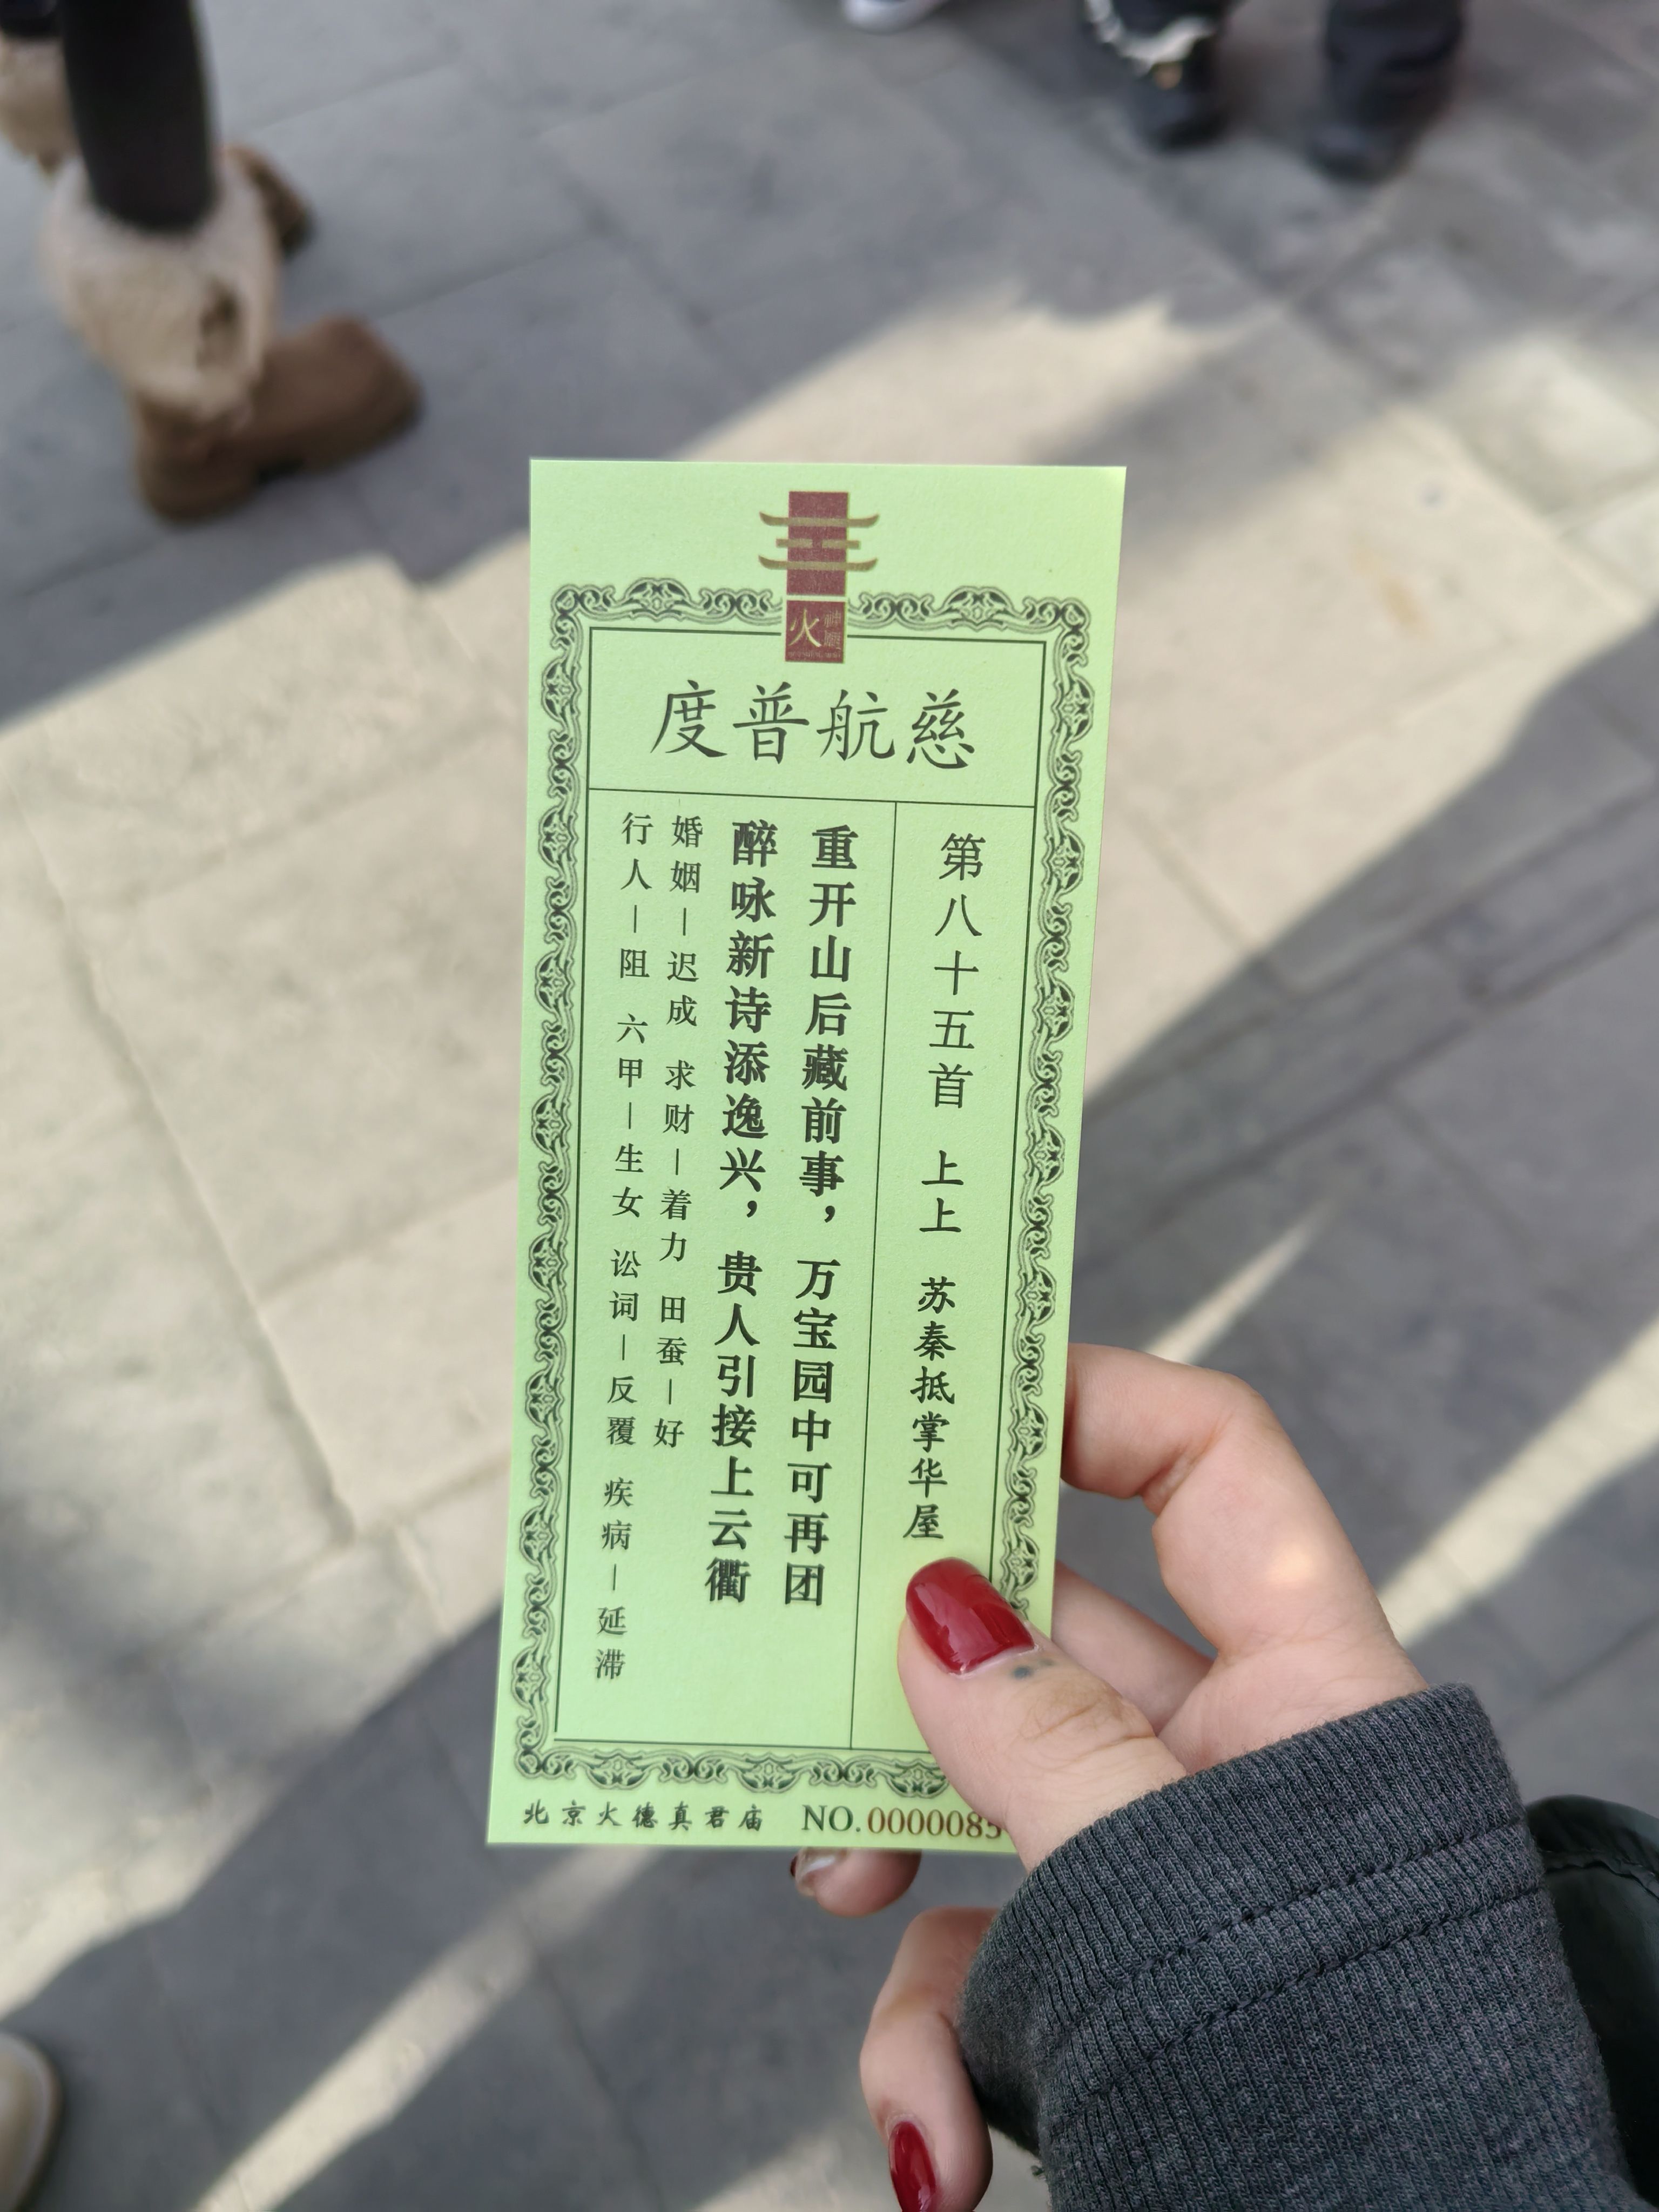 火神庙
慈航普度
第八十五首 上上 苏秦抵掌华屋
重开山后藏前事，万宝园中可再团
醉咏新诗添逸兴，贵人引接上云衢
婚姻—迟成 求财—着力 田蚕—好
行人—阻 六甲—生女 讼词—反覆 疾病—延滞
北京火德真君庙 NO.0000085